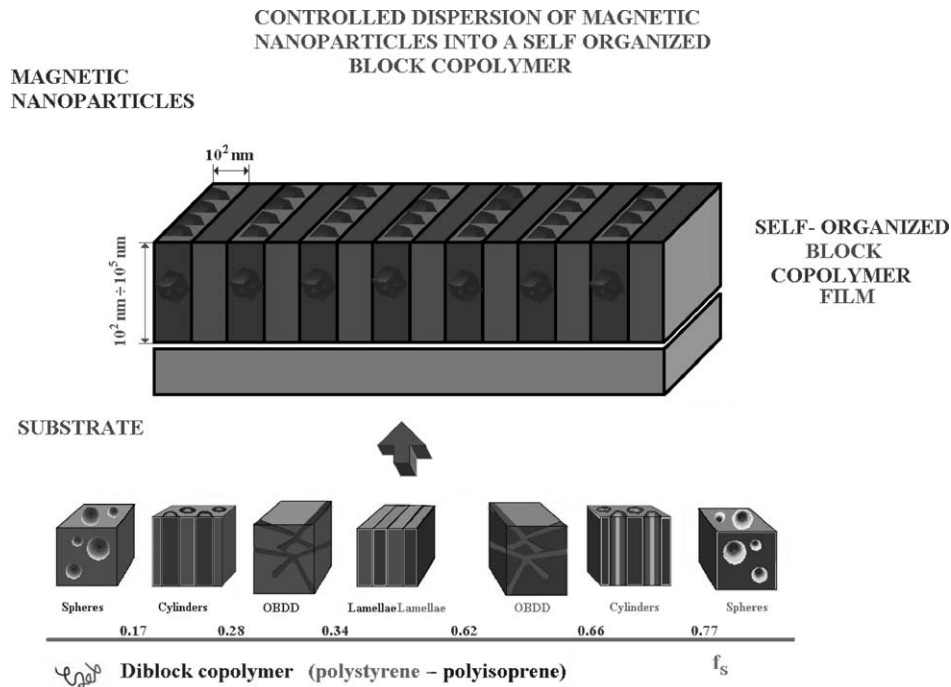 CONTROLLED DISPERSION OF MAGNETIC
NANOPARTICLES INTO A SELF ORGANIZED
BLOCK COPOLYMER
MAGNETIC
NANOPARTICLES
10² nm
10² nm ÷ 10⁵ nm
SELF- ORGANIZED
BLOCK
COPOLYMER
FILM
SUBSTRATE
Spheres Cylinders OBDD Lamellae Lamellae OBDD Cylinders Spheres
0.17 0.28 0.34 0.62 0.66 0.77
Diblock copolymer (polystyrene – polyisoprene) fS